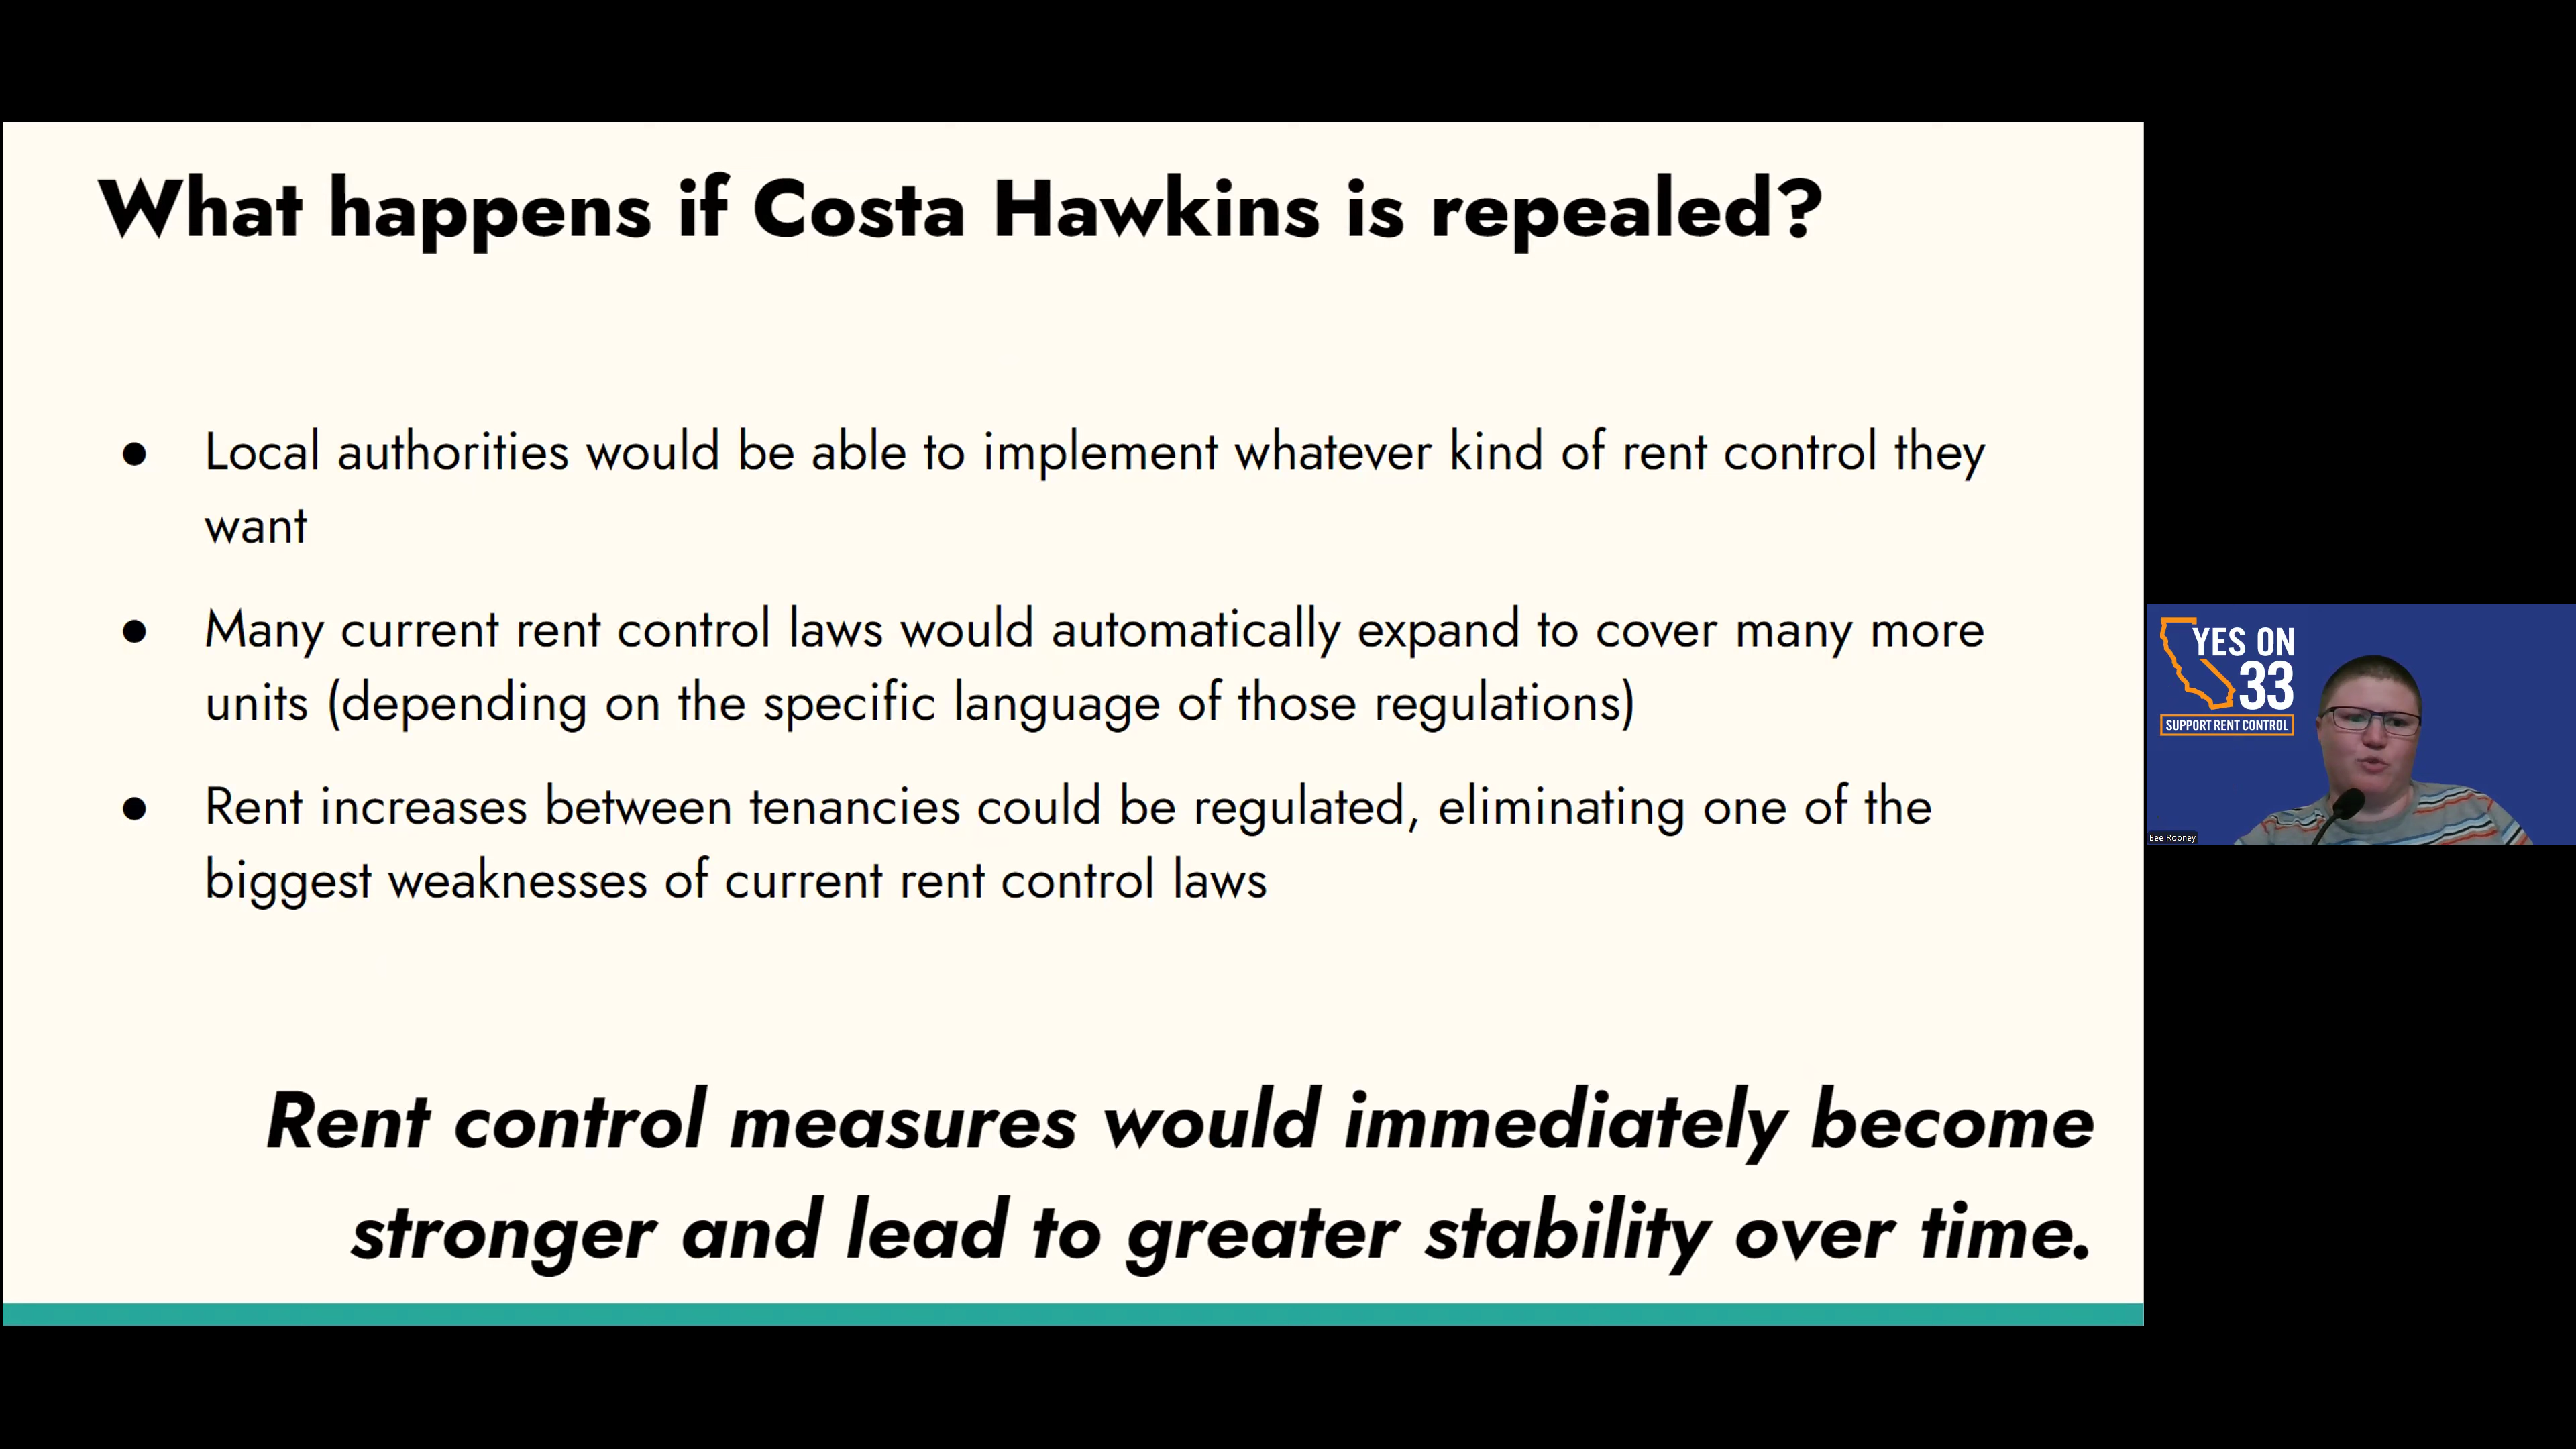 What happens if Costa Hawkins is repealed?
● Local authorities would be able to implement whatever kind of rent control they
want
● Many current rent control laws would automatically expand to cover many more
units (depending on the specific language of those regulations)
● Rent increases between tenancies could be regulated, eliminating one of the
biggest weaknesses of current rent control laws
Rent control measures would immediately become
stronger and lead to greater stability over time.
YES ON
33
SUPPORT RENT CONTROL
Bee Rooney